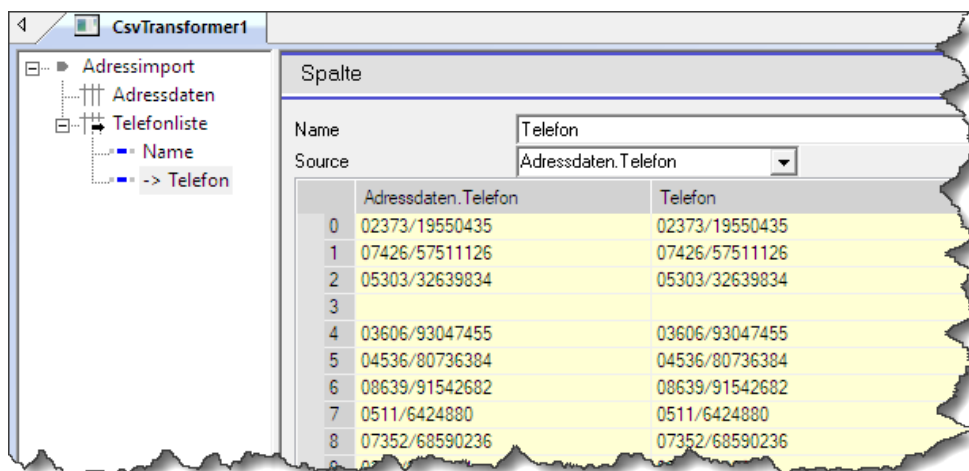 CsvTransformer1
Adressimport
Adressdaten
Telefonliste
Name
-> Telefon
Spalte
Name Telefon
Source Adressdaten.Telefon
Adressdaten.Telefon Telefon
0 02373/19550435 02373/19550435
1 07426/57511126 07426/57511126
2 05303/32639834 05303/32639834
3
4 03606/93047455 03606/93047455
5 04536/80736384 04536/80736384
6 08639/91542682 08639/91542682
7 0511/6424880 0511/6424880
8 07352/68590236 07352/68590236